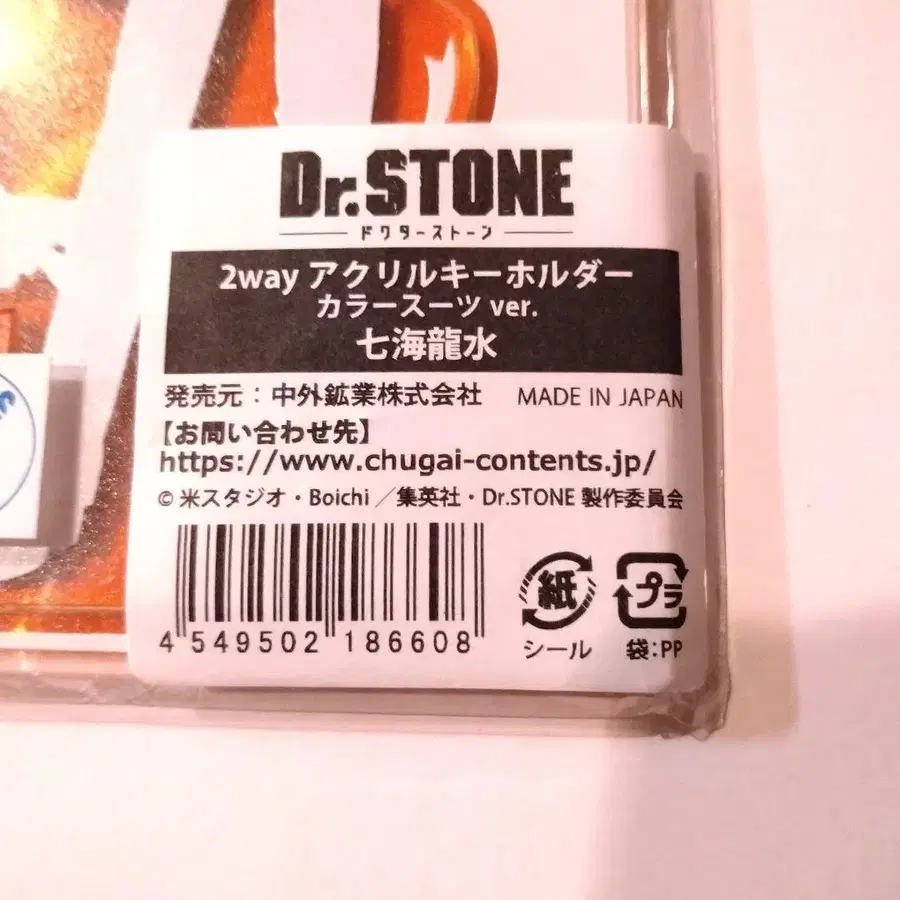 Dr.STONE
ドクターストーン
2way アクリルキーホルダー
カラースーツ ver.
七海龍水
発売元：中外鉱業株式会社 MADE IN JAPAN
【お問い合わせ先】
https://www.chugai-contents.jp/
© 米スタジオ・Boichi／集英社・Dr.STONE 製作委員会
4 549502 186608
紙
シール
プラ
袋:PP